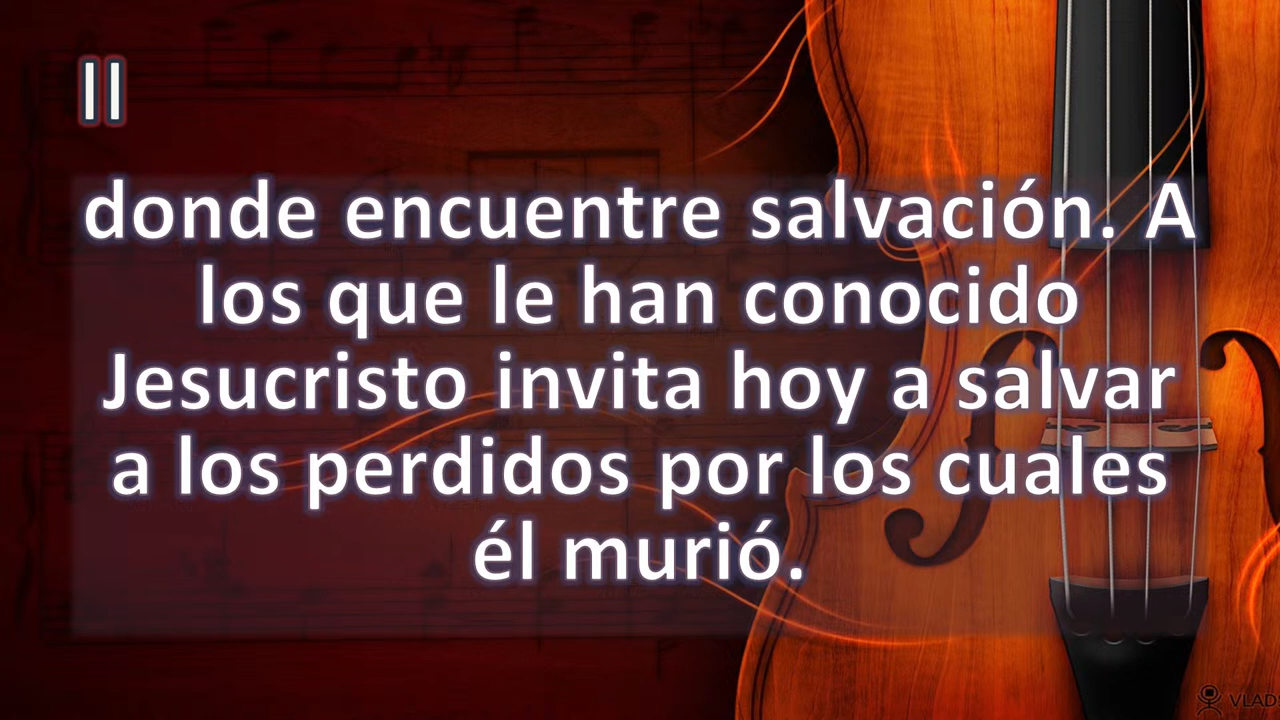 II
donde encuentre salvación. A
los que le han conocido
Jesucristo invita hoy a salvar
a los perdidos por los cuales
él murió.